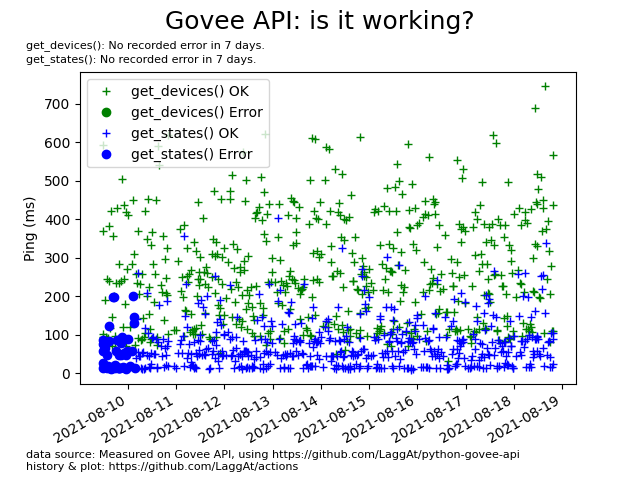 Govee API: is it working?
get_devices(): No recorded error in 7 days.
get_states(): No recorded error in 7 days.
get_devices() OK
get_devices() Error
get_states() OK
get_states() Error
Ping (ms)
700
600
500
400
300
200
100
0
2021-08-10
2021-08-11
2021-08-12
2021-08-13
2021-08-14
2021-08-15
2021-08-16
2021-08-17
2021-08-18
2021-08-19
data source: Measured on Govee API, using https://github.com/LaggAt/python-govee-api
history & plot: https://github.com/LaggAt/actions